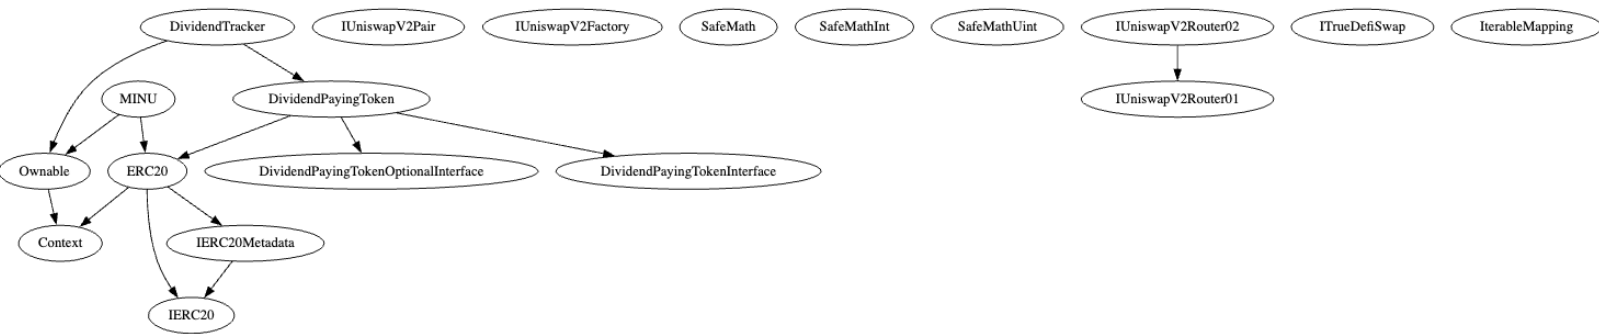 DividendTracker
IUniswapV2Pair
IUniswapV2Factory
SafeMath
SafeMathInt
SafeMathUint
IUniswapV2Router02
ITrueDefiSwap
IterableMapping
MINU
DividendPayingToken
IUniswapV2Router01
Ownable
ERC20
DividendPayingTokenOptionalInterface
DividendPayingTokenInterface
Context
IERC20Metadata
IERC20